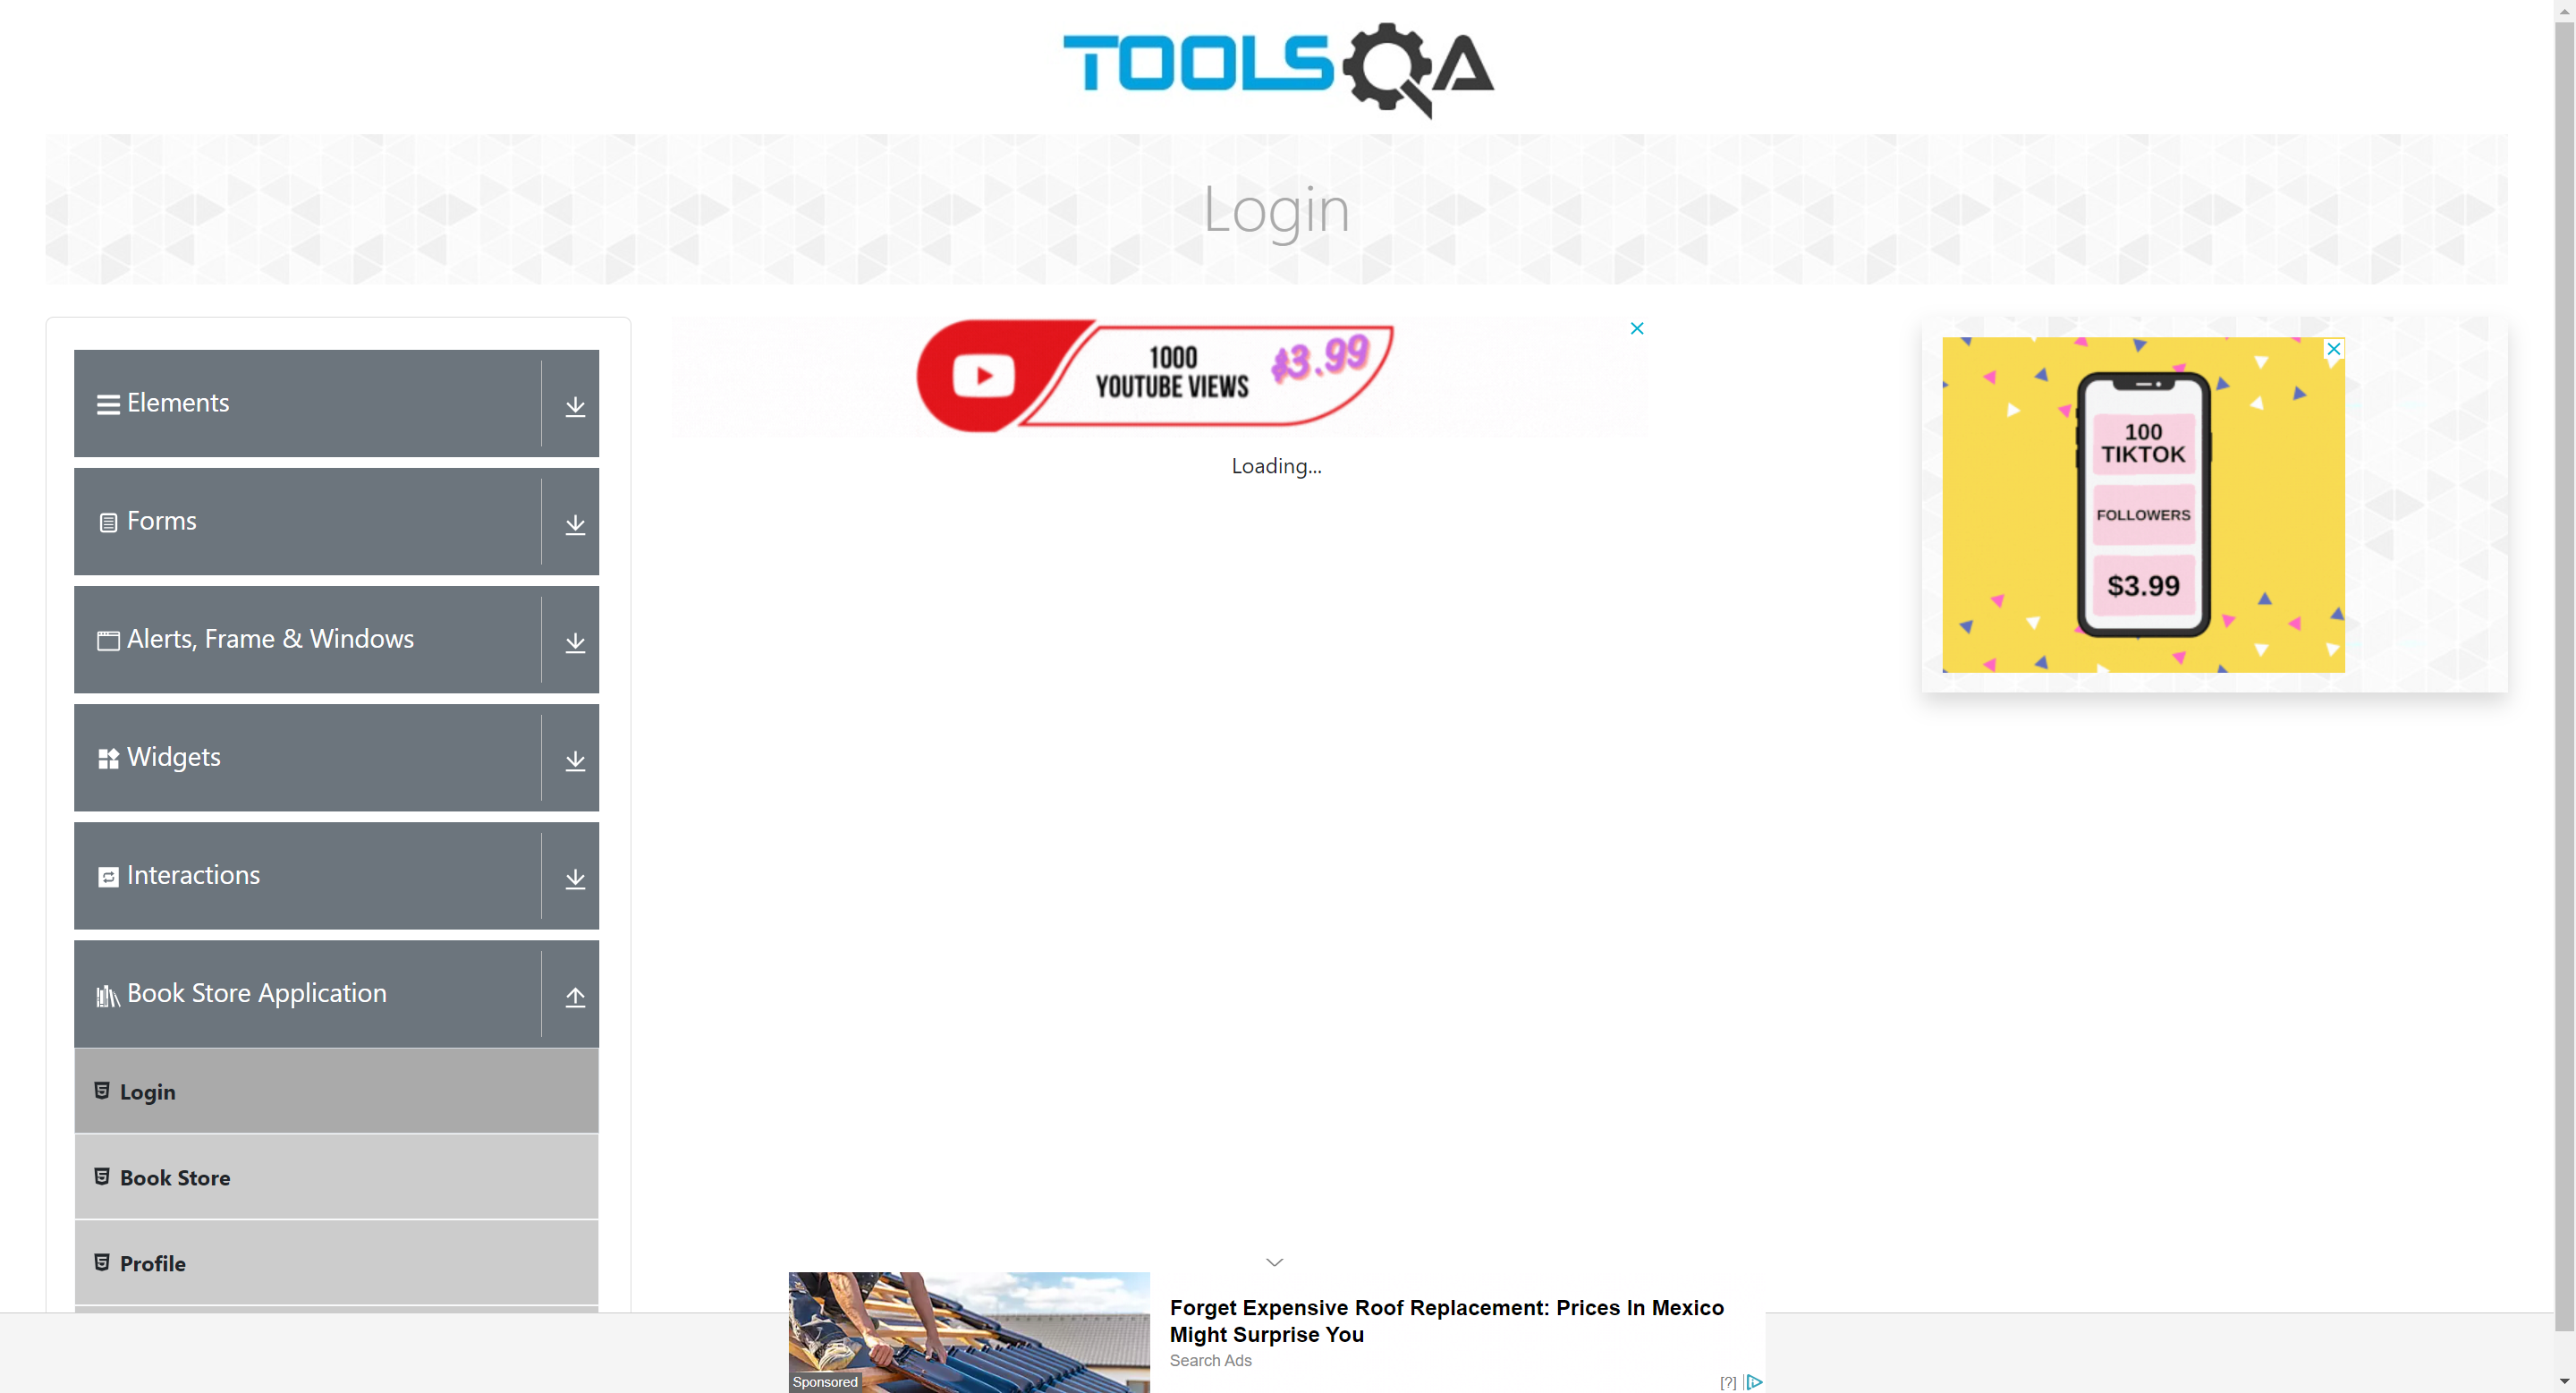 TOOLSQA
Login
Elements
Forms
Alerts, Frame & Windows
Widgets
Interactions
Book Store Application
Login
Book Store
Profile
1000
YOUTUBE VIEWS
$3.99
Loading...
100
TIKTOK
FOLLOWERS
$3.99
Forget Expensive Roof Replacement: Prices In Mexico
Might Surprise You
Search Ads
Sponsored
[?]